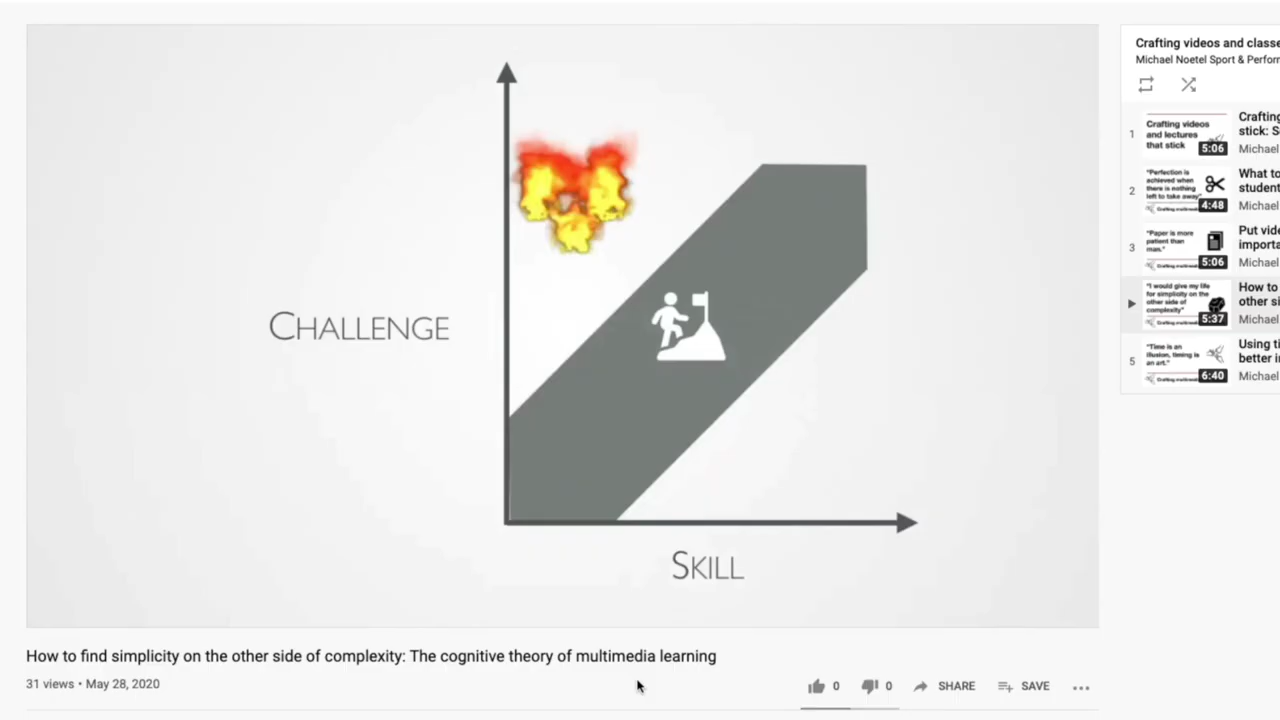 CHALLENGE
SKILL
How to find simplicity on the other side of complexity: The cognitive theory of multimedia learning
31 views • May 28, 2020
0
0
SHARE
SAVE
Crafting videos and classe
Michael Noetel Sport & Perforr
1
Crafting videos
and lectures
that stick
5:06
Crafting
stick: S
Michael
2
"Perfection is
achieved when
there is nothing
left to take away"
4:48
What to
student
Michael
3
"Paper is more
patient than
man."
5:06
Put vide
importa
Michael
"I would give my life
for simplicity on the
other side of
complexity"
5:37
How to
other si
Michael
5
"Time is an
illusion, timing is
an art."
6:40
Using ti
better i
Michael